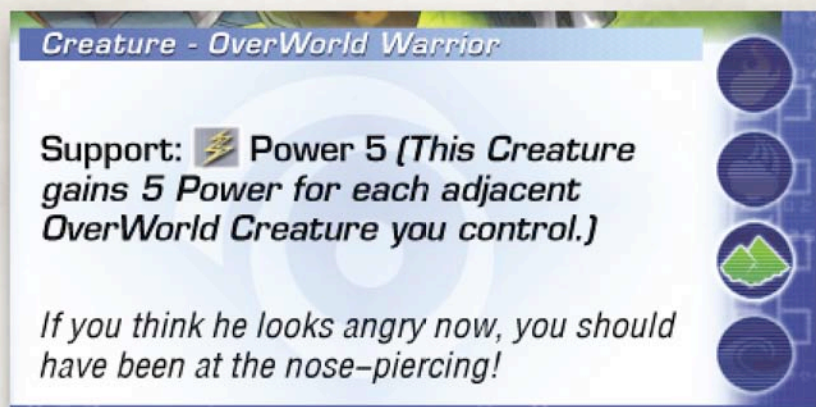 Creature - OverWorld Warrior
Support: Power 5 (This Creature
gains 5 Power for each adjacent
OverWorld Creature you control.)
If you think he looks angry now, you should
have been at the nose-piercing!